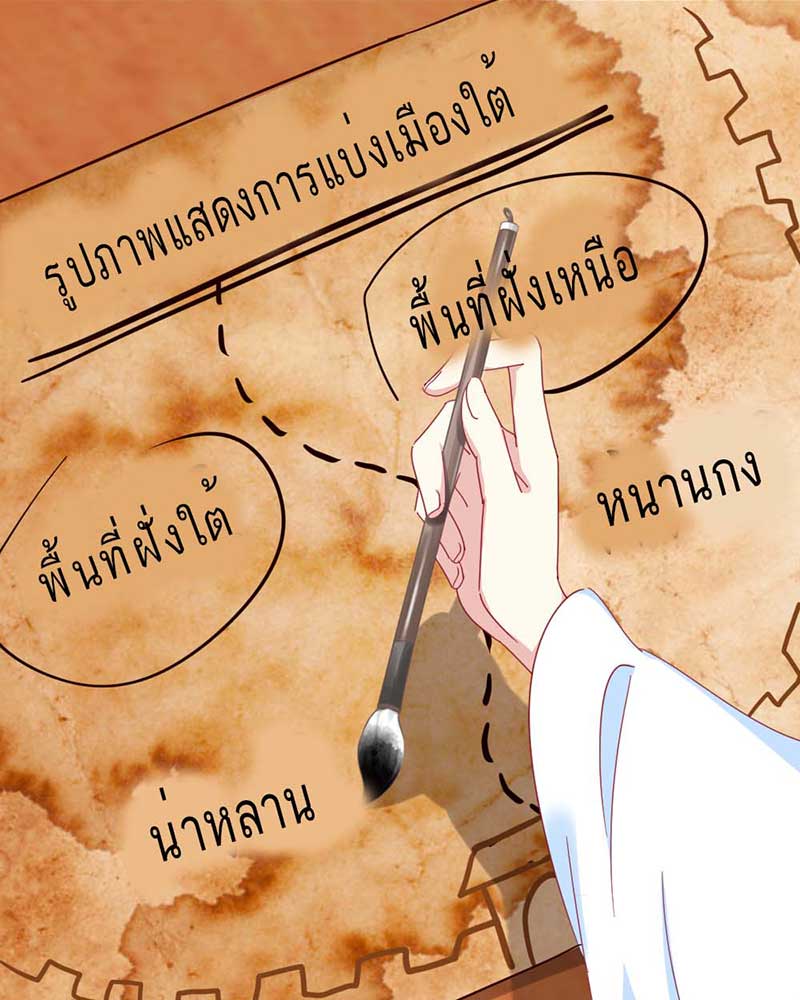 รูปภาพแสดงการแบ่งเมืองใต้
พื้นที่ฝั่งเหนือ
หนานกง
พื้นที่ฝั่งใต้
น่าหลาน